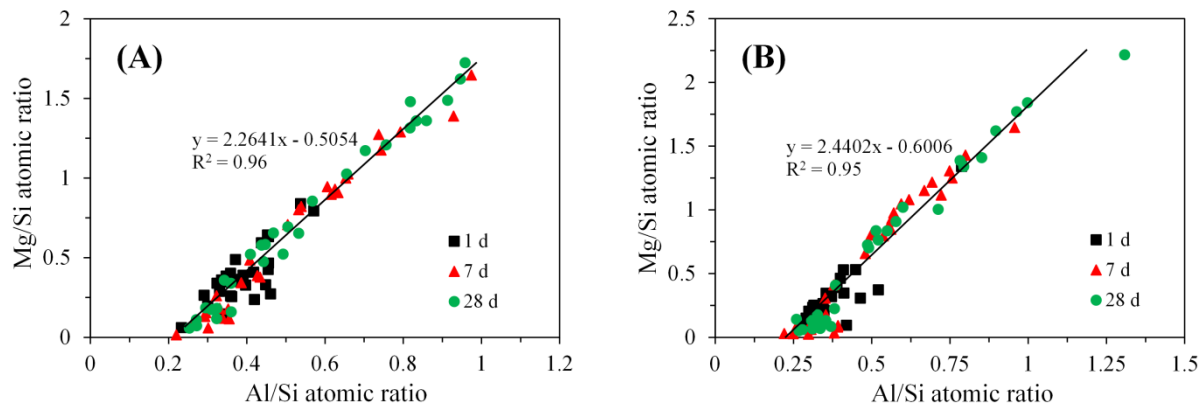 (A)
Mg/Si atomic ratio
2
1.5
1
0.5
0
y = 2.2641x - 0.5054
R² = 0.96
1 d
7 d
28 d
0 0.2 0.4 0.6 0.8 1 1.2
Al/Si atomic ratio
(B)
Mg/Si atomic ratio
2.5
2
1.5
1
0.5
0
y = 2.4402x - 0.6006
R² = 0.95
1 d
7 d
28 d
0 0.25 0.5 0.75 1 1.25 1.5
Al/Si atomic ratio